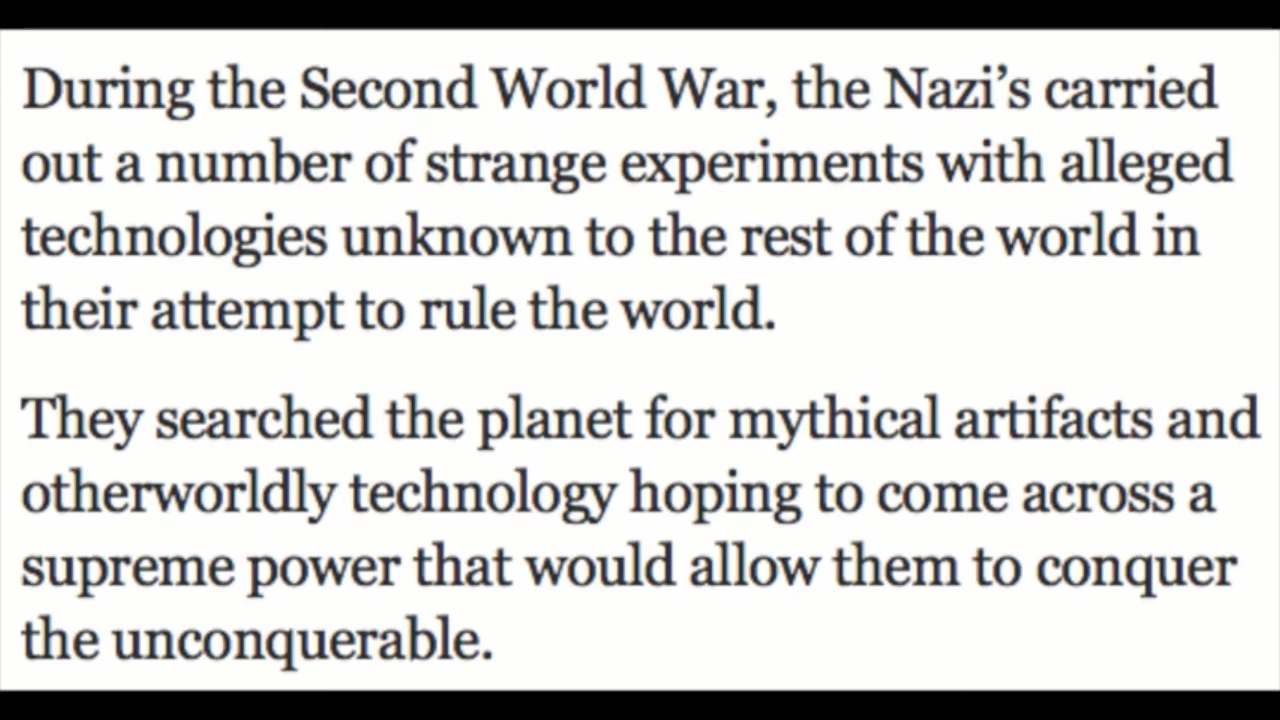 During the Second World War, the Nazi’s carried
out a number of strange experiments with alleged
technologies unknown to the rest of the world in
their attempt to rule the world.
They searched the planet for mythical artifacts and
otherworldly technology hoping to come across a
supreme power that would allow them to conquer
the unconquerable.